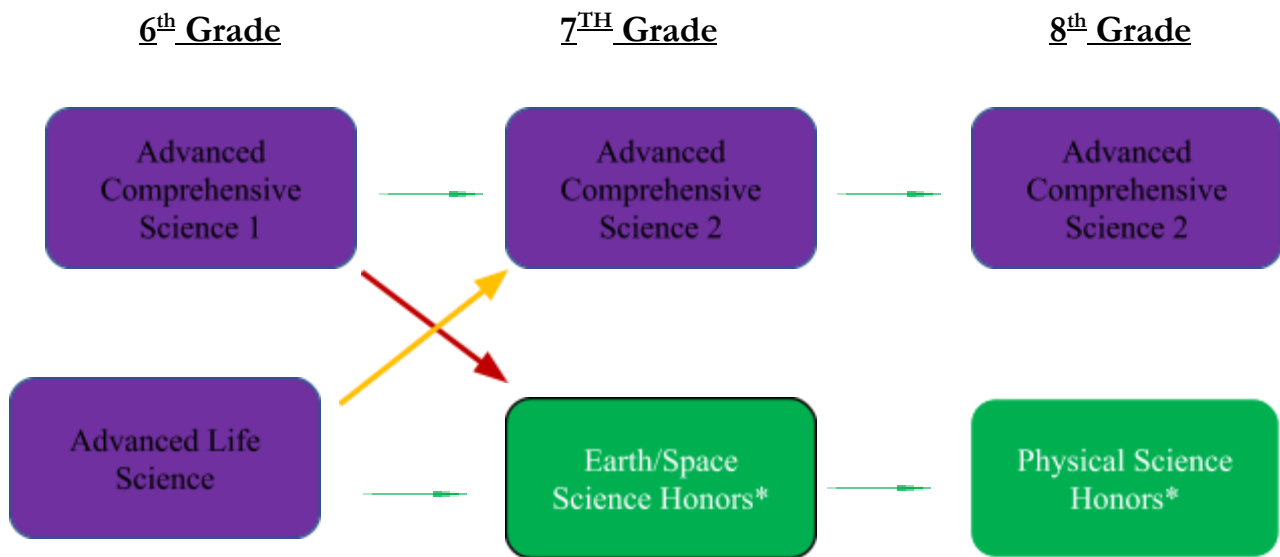 6th Grade
7TH Grade
8th Grade
Advanced
Comprehensive
Science 1
Advanced
Comprehensive
Science 2
Advanced
Comprehensive
Science 2
Advanced Life
Science
Earth/Space
Science Honors*
Physical Science
Honors*